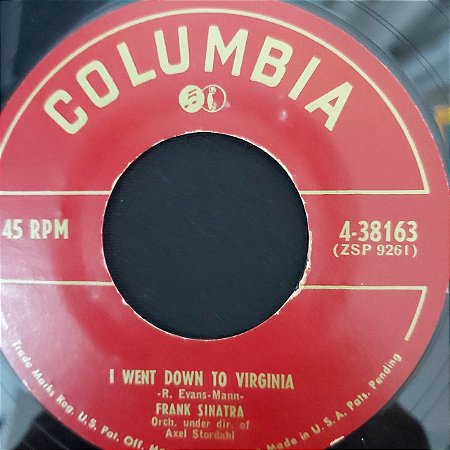 COLUMBIA
45 RPM
4-38163
(ZSP 9261)
I WENT DOWN TO VIRGINIA
-R. Evans-Mann-
FRANK SINATRA
Orch. under dir. of
Axel Stordahl
Trade Marks Reg. U.S. Pat. Off. Made in U.S.A. Pats. Pending